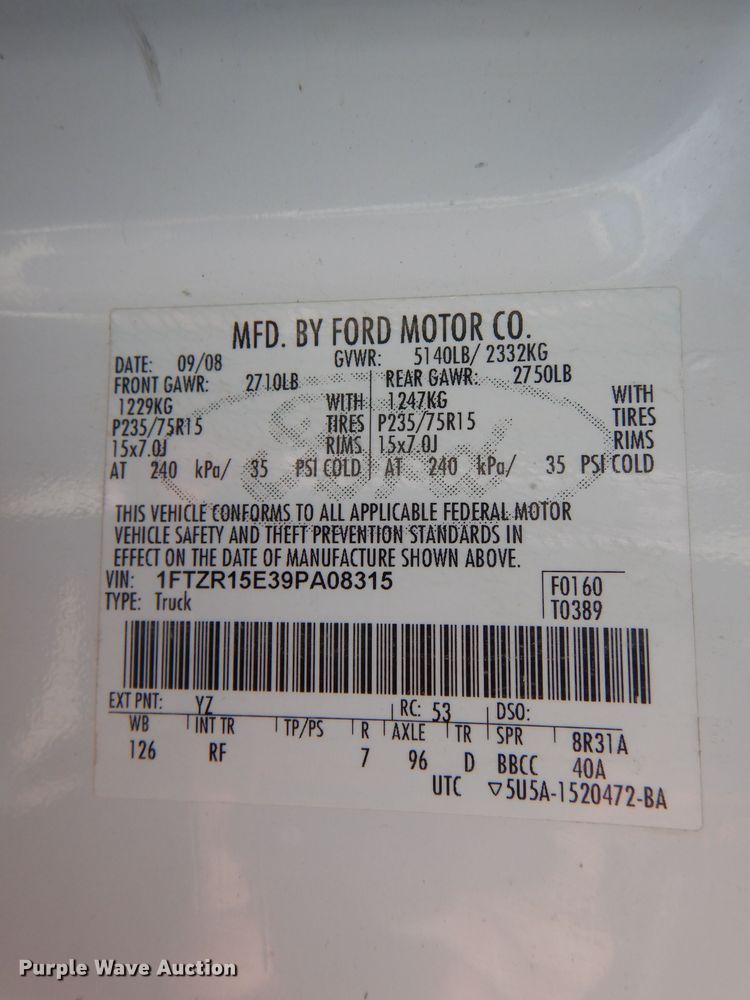 MFD. BY FORD MOTOR CO.
DATE: 09/08 GVWR: 5140LB/ 2332KG
FRONT GAWR: 2710LB REAR GAWR: 2750LB
1229KG WITH 1247KG WITH
P235/75R15 TIRES P235/75R15 TIRES
15x7.0J RIMS 15x7.0J RIMS
AT 240 kPa/ 35 PSI COLD AT 240 kPa/ 35 PSI COLD
Ford
THIS VEHICLE CONFORMS TO ALL APPLICABLE FEDERAL MOTOR
VEHICLE SAFETY AND THEFT PREVENTION STANDARDS IN
EFFECT ON THE DATE OF MANUFACTURE SHOWN ABOVE.
VIN: 1FTZR15E39PA08315 F0160
TYPE: Truck T0389
EXT PNT: YZ RC: 53 DSO:
WB INT TR TP/PS R AXLE TR SPR 8R31A
126 RF 7 96 D BBCC 40A
UTC ▽5U5A-1520472-BA
Purple Wave Auction